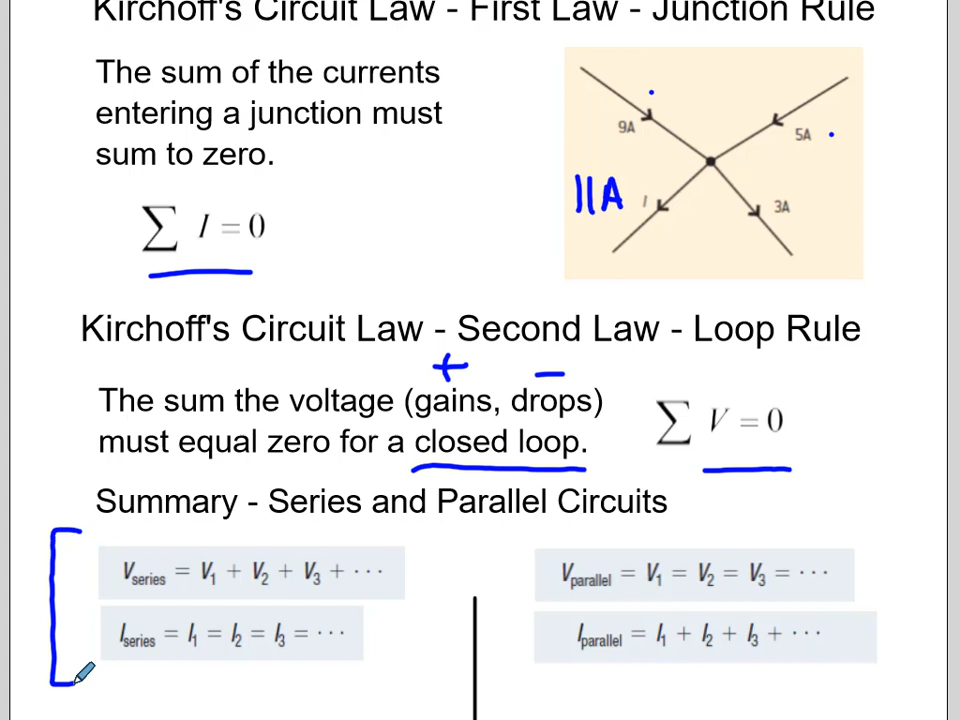 Kirchoff's Circuit Law - First Law - Junction Rule
The sum of the currents
entering a junction must
sum to zero.
∑ I = 0
9A
5A
11A
I
3A
Kirchoff's Circuit Law - Second Law - Loop Rule
+ −
The sum the voltage (gains, drops)
must equal zero for a closed loop.
∑ V = 0
Summary - Series and Parallel Circuits
Vseries = V1 + V2 + V3 + ···
Iseries = I1 = I2 = I3 = ···
Vparallel = V1 = V2 = V3 = ···
Iparallel = I1 + I2 + I3 + ···